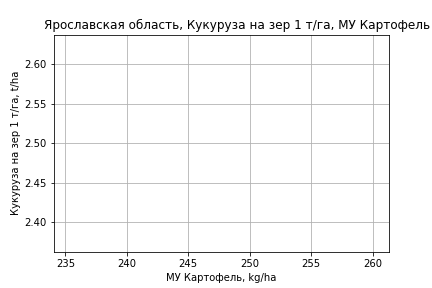 Ярославская область, Кукуруза на зер 1 т/га, МУ Картофель
2.60
2.55
2.50
2.45
2.40
Кукуруза на зер 1 т/га, t/ha
235 240 245 250 255 260
МУ Картофель, kg/ha